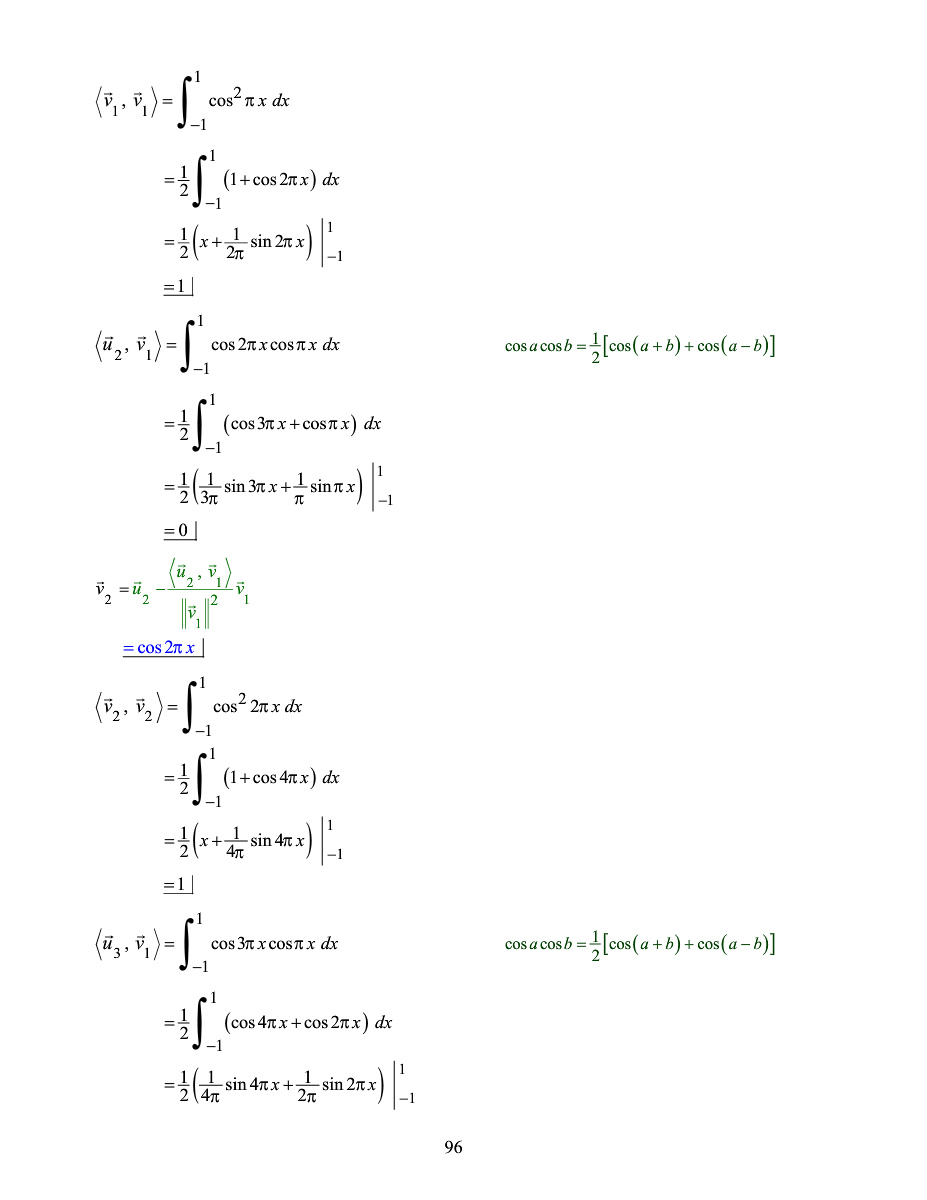 ⟨v⃗₁, v⃗₁⟩ = ∫₋₁¹ cos² πx dx
= 1/2 ∫₋₁¹ (1 + cos 2πx) dx
= 1/2 (x + 1/2π sin 2πx) |₋₁¹
= 1
⟨u⃗₂, v⃗₁⟩ = ∫₋₁¹ cos 2πx cos πx dx cos a cos b = 1/2 [cos(a + b) + cos(a − b)]
= 1/2 ∫₋₁¹ (cos 3πx + cos πx) dx
= 1/2 (1/3π sin 3πx + 1/π sin πx) |₋₁¹
= 0
v⃗₂ = u⃗₂ − ⟨u⃗₂, v⃗₁⟩/‖v⃗₁‖² v⃗₁
= cos 2πx
⟨v⃗₂, v⃗₂⟩ = ∫₋₁¹ cos² 2πx dx
= 1/2 ∫₋₁¹ (1 + cos 4πx) dx
= 1/2 (x + 1/4π sin 4πx) |₋₁¹
= 1
⟨u⃗₃, v⃗₁⟩ = ∫₋₁¹ cos 3πx cos πx dx cos a cos b = 1/2 [cos(a + b) + cos(a − b)]
= 1/2 ∫₋₁¹ (cos 4πx + cos 2πx) dx
= 1/2 (1/4π sin 4πx + 1/2π sin 2πx) |₋₁¹
96